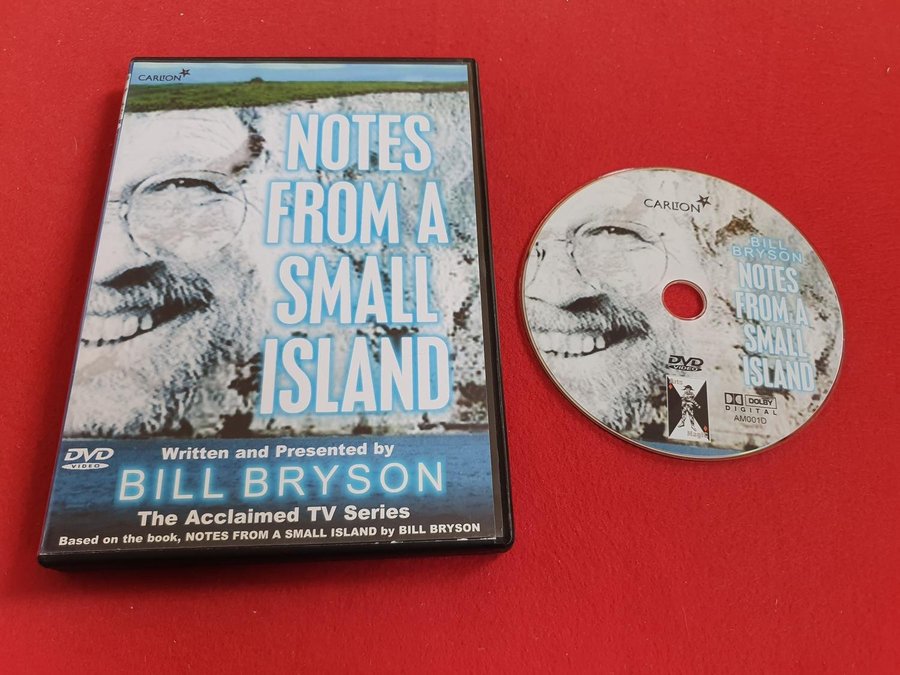 CARLTON
NOTES
FROM A
SMALL
ISLAND
DVD
VIDEO
Written and Presented by
BILL BRYSON
The Acclaimed TV Series
Based on the book, NOTES FROM A SMALL ISLAND by BILL BRYSON
CARLTON
BILL
BRYSON
NOTES
FROM A
SMALL
ISLAND
DVD
VIDEO
DOLBY
DIGITAL
AM001D
Magic